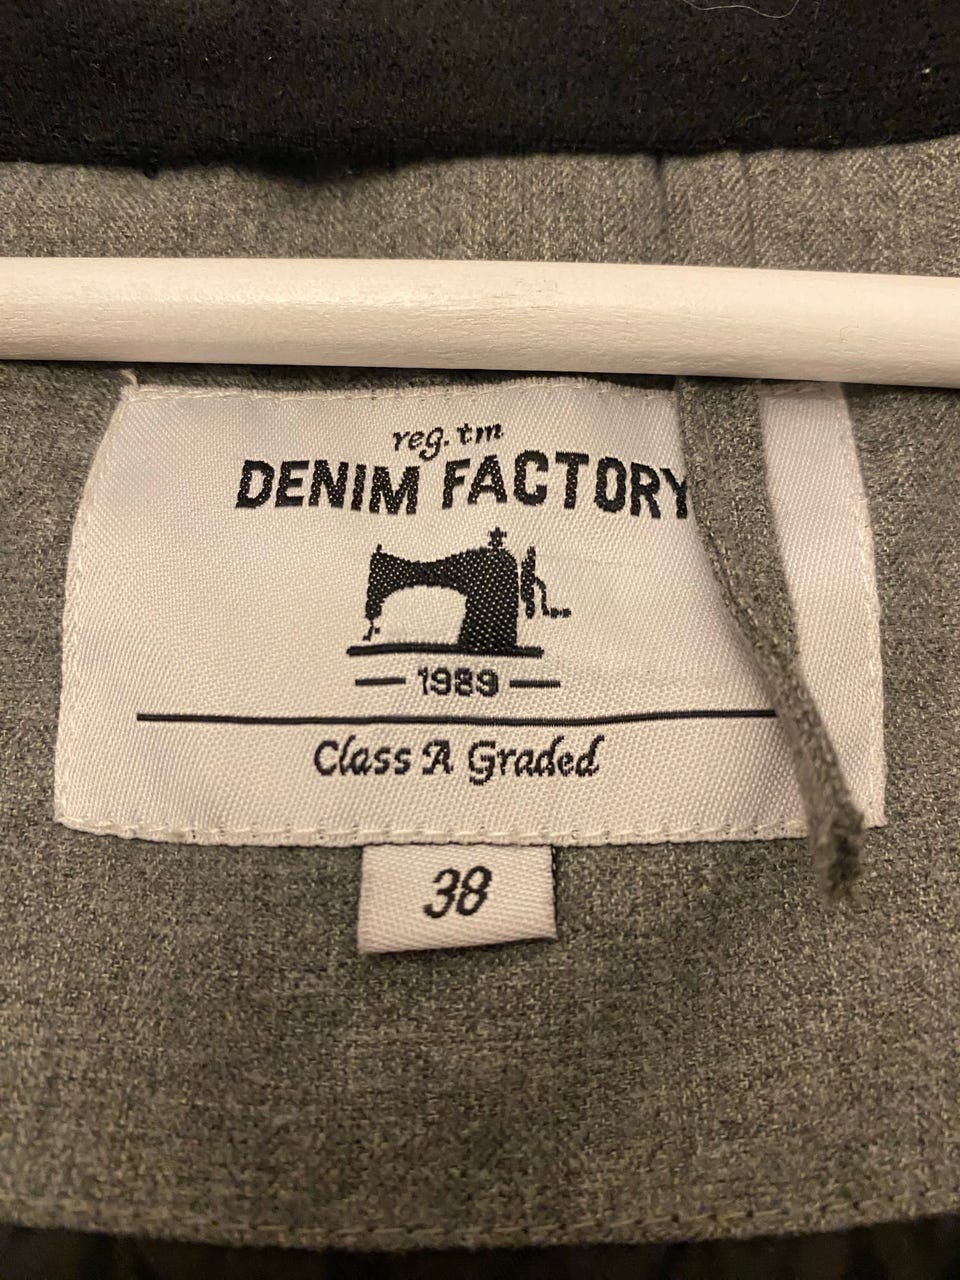 reg. tm
DENIM FACTORY
1989
Class A Graded
38